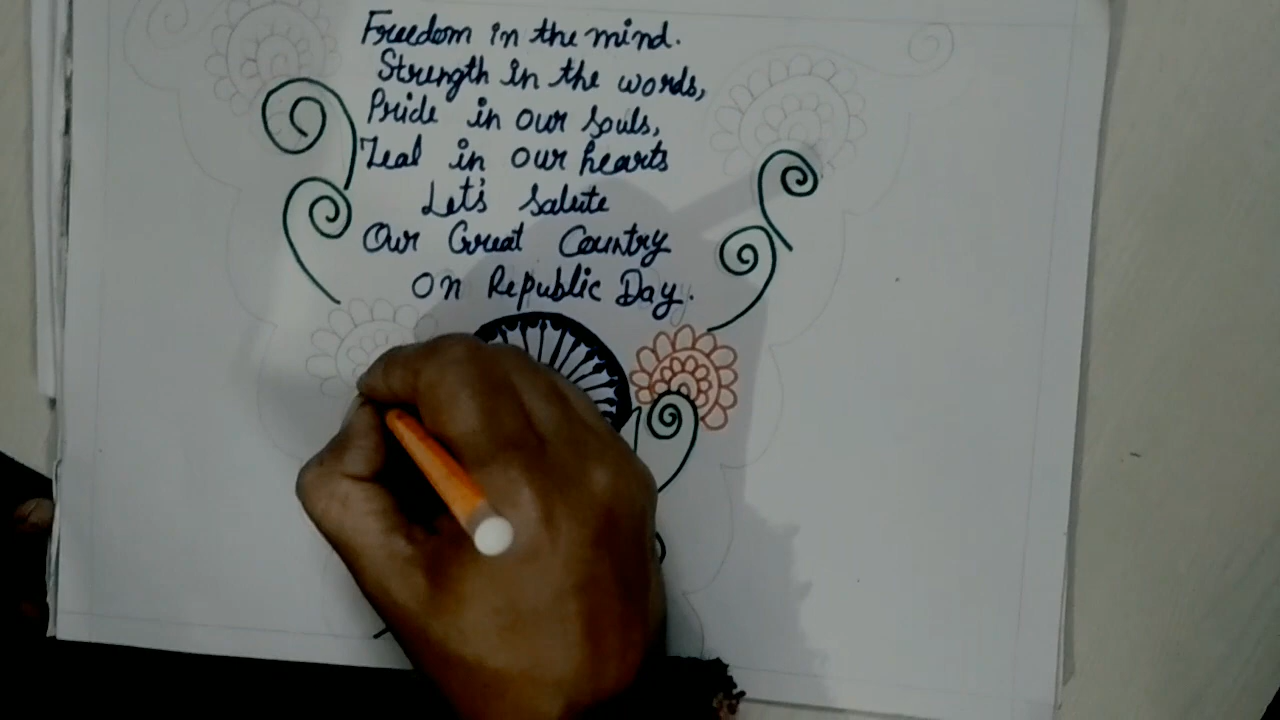 Freedom in the mind.
Strength in the words,
Pride in our souls,
Zeal in our hearts
Let's Salute
Our Great Country
On Republic Day.